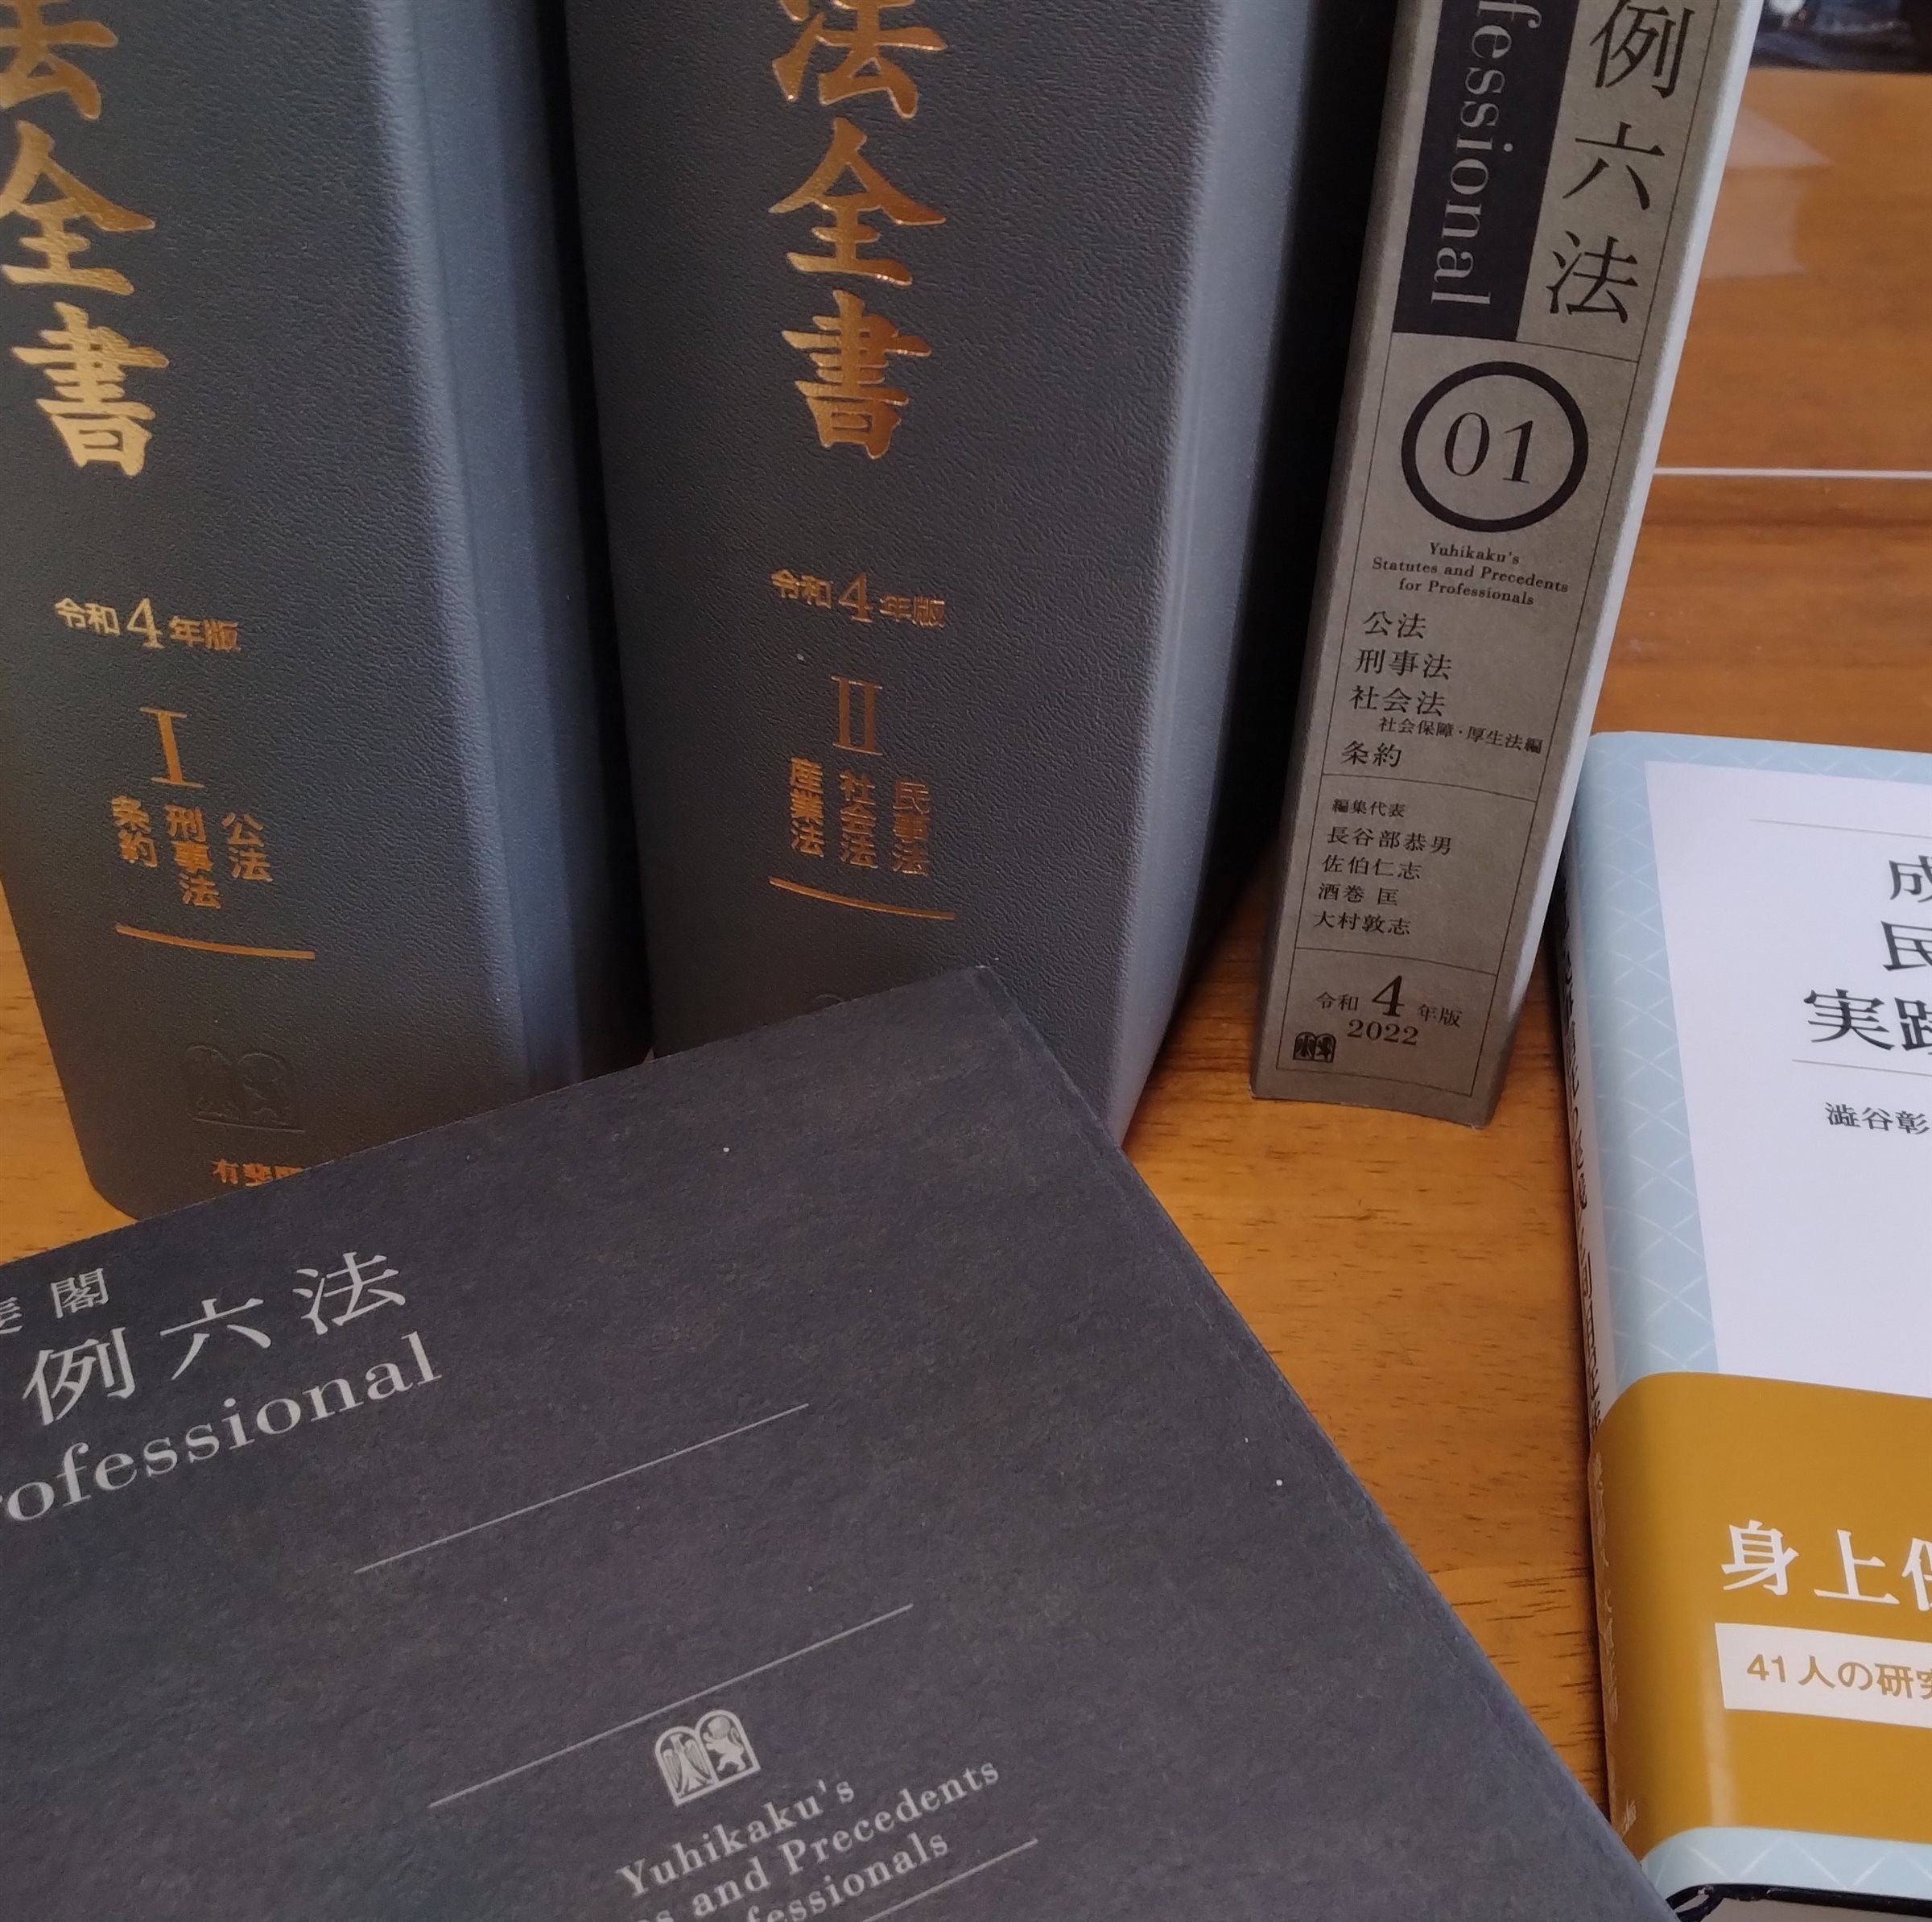 法全書
令和4年版
I
公法
刑事法
条約
法全書
令和4年版
II
民事法
社会法
産業法
例六法
fessional
01
Yuhikaku's
Statutes and Precedents
for Professionals
公法
刑事法
社会法
社会保障・厚生法編
条約
編集代表
長谷部恭男
佐伯仁志
酒巻 匡
大村敦志
令和4年版
2022
閣
例六法
ofessional
Yuhikaku's
and Precedents
fessionals
成
民
実践
澁谷彰
身上
41人の研究